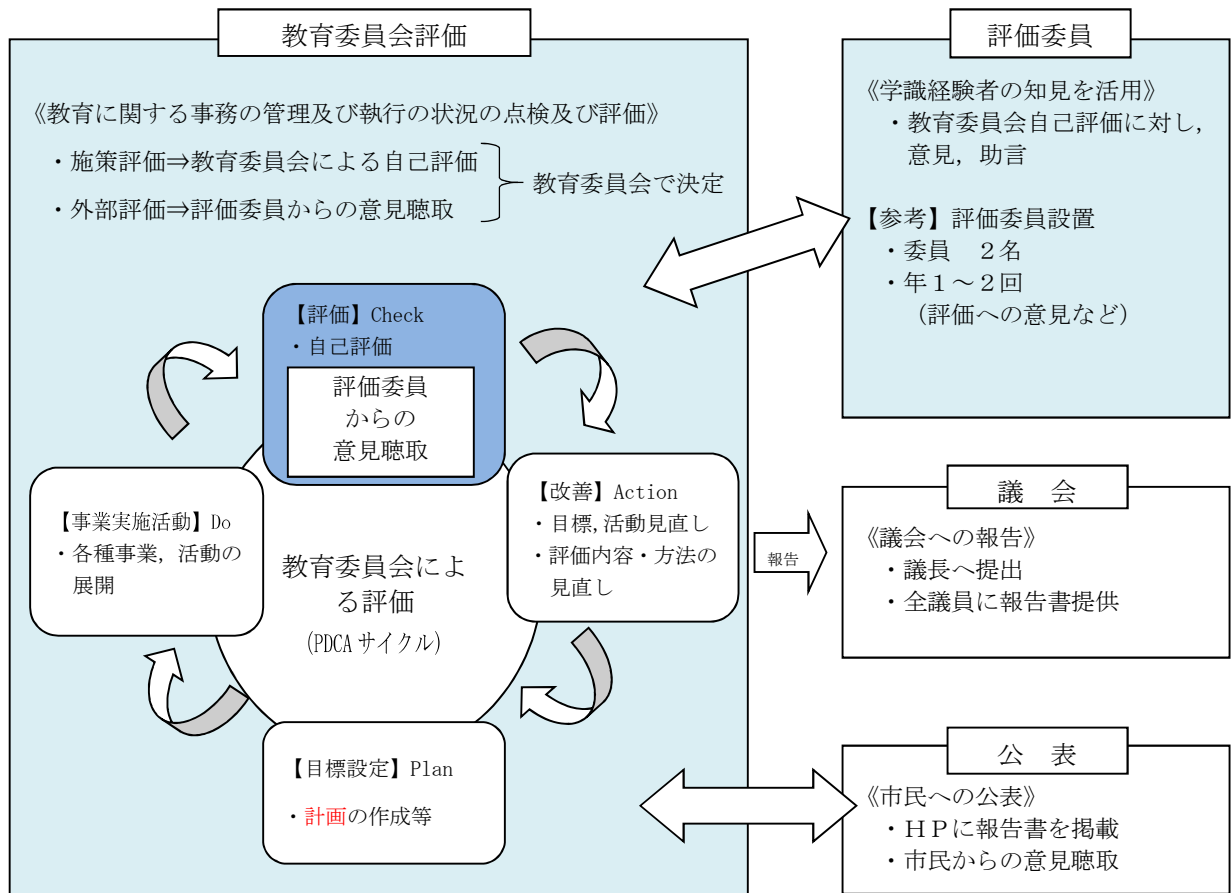 教育委員会評価
《教育に関する事務の管理及び執行の状況の点検及び評価》
・施策評価⇒教育委員会による自己評価
・外部評価⇒評価委員からの意見聴取
教育委員会で決定
【評価】Check
・自己評価
評価委員
からの
意見聴取
【事業実施活動】Do
・各種事業，活動の
展開
教育委員会によ
る評価
(PDCAサイクル)
【改善】Action
・目標,活動見直し
・評価内容・方法の
見直し
【目標設定】Plan
・計画の作成等
評価委員
《学識経験者の知見を活用》
・教育委員会自己評価に対し，
意見，助言
【参考】評価委員設置
・委員　２名
・年１～２回
（評価への意見など）
報告
議　会
《議会への報告》
・議長へ提出
・全議員に報告書提供
公　表
《市民への公表》
・ＨＰに報告書を掲載
・市民からの意見聴取